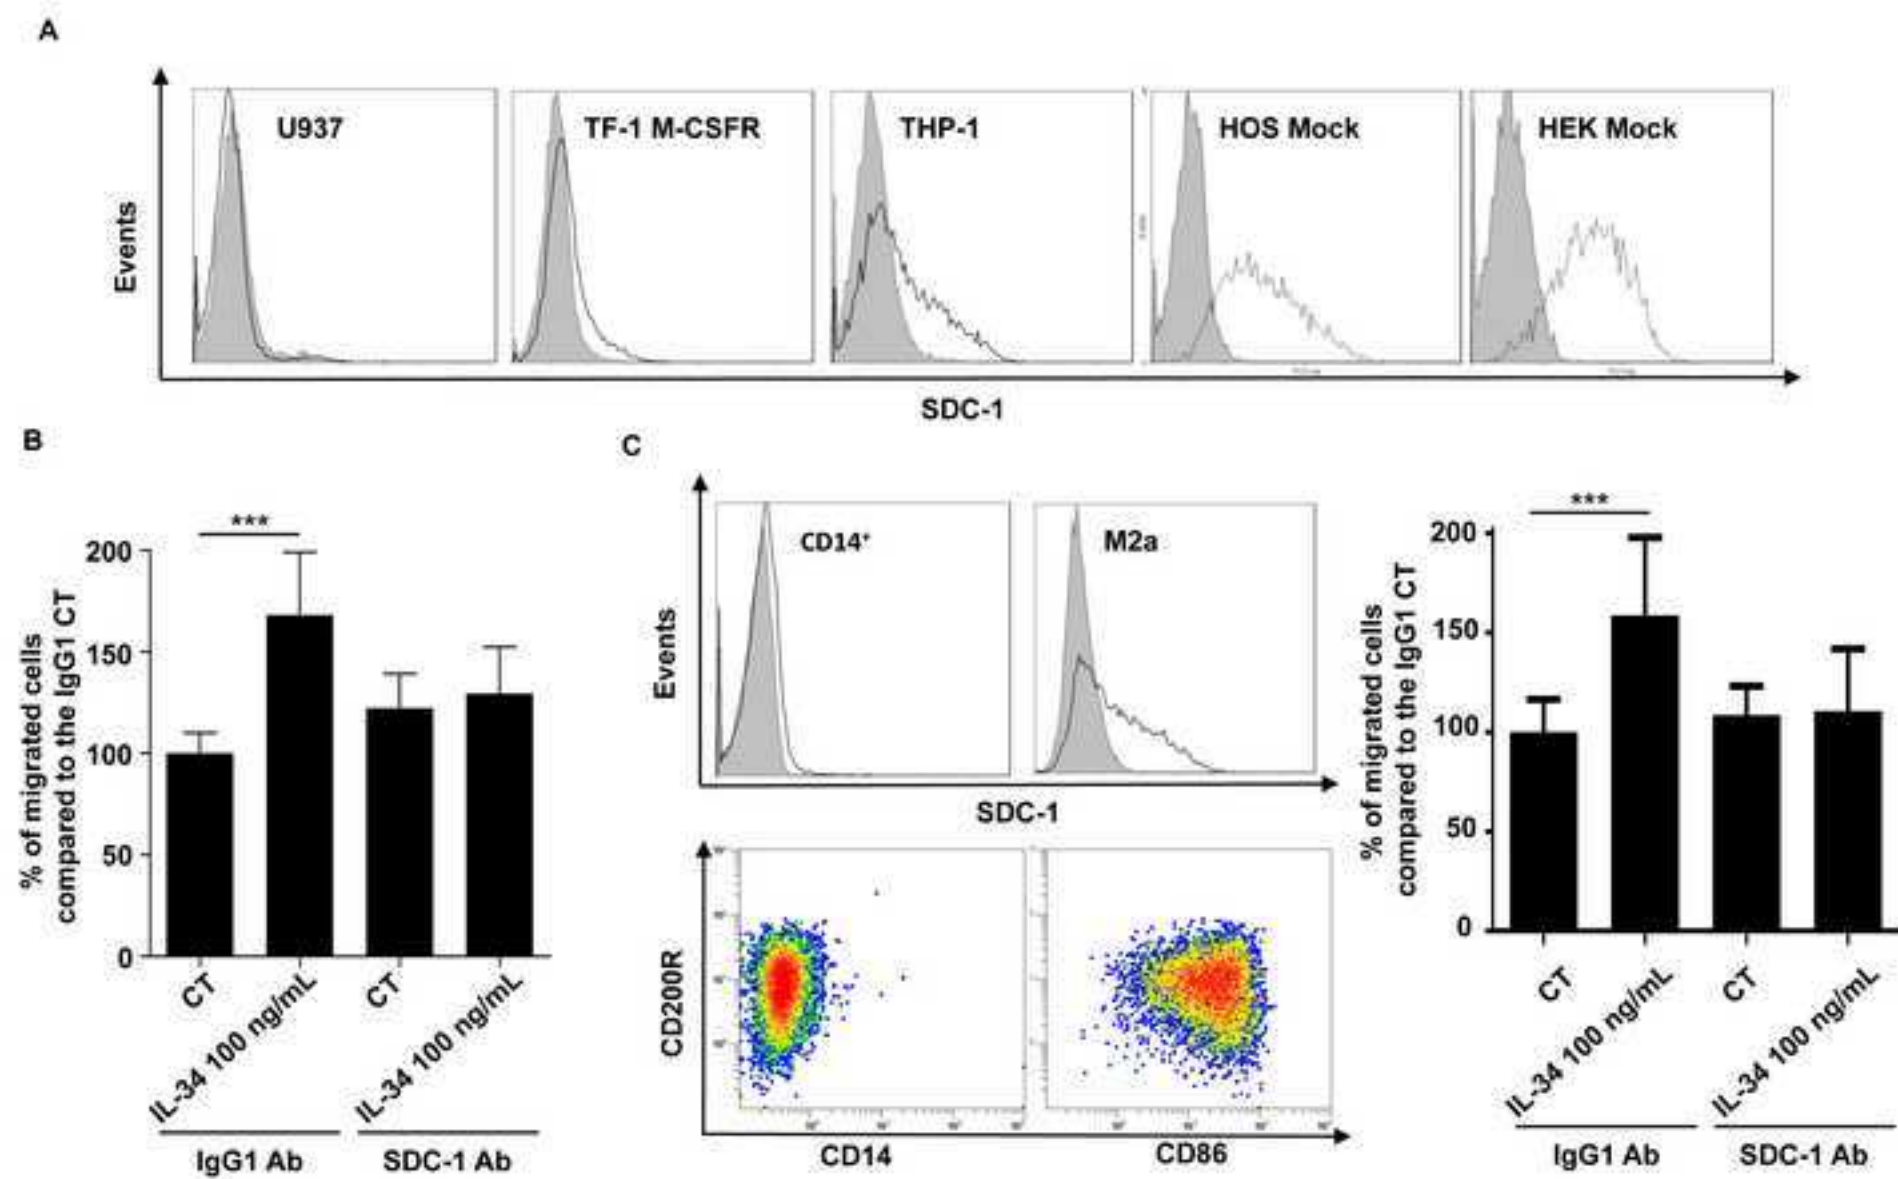 A
U937
TF-1 M-CSFR
THP-1
HOS Mock
HEK Mock
Events
SDC-1
B
% of migrated cells
compared to the IgG1 CT
***
200
150
100
50
0
CT
IL-34 100 ng/mL
CT
IL-34 100 ng/mL
IgG1 Ab
SDC-1 Ab
C
CD14+
M2a
Events
SDC-1
CD200R
CD14
CD86
% of migrated cells
compared to the IgG1 CT
***
200
150
100
50
0
CT
IL-34 100 ng/mL
CT
IL-34 100 ng/mL
IgG1 Ab
SDC-1 Ab